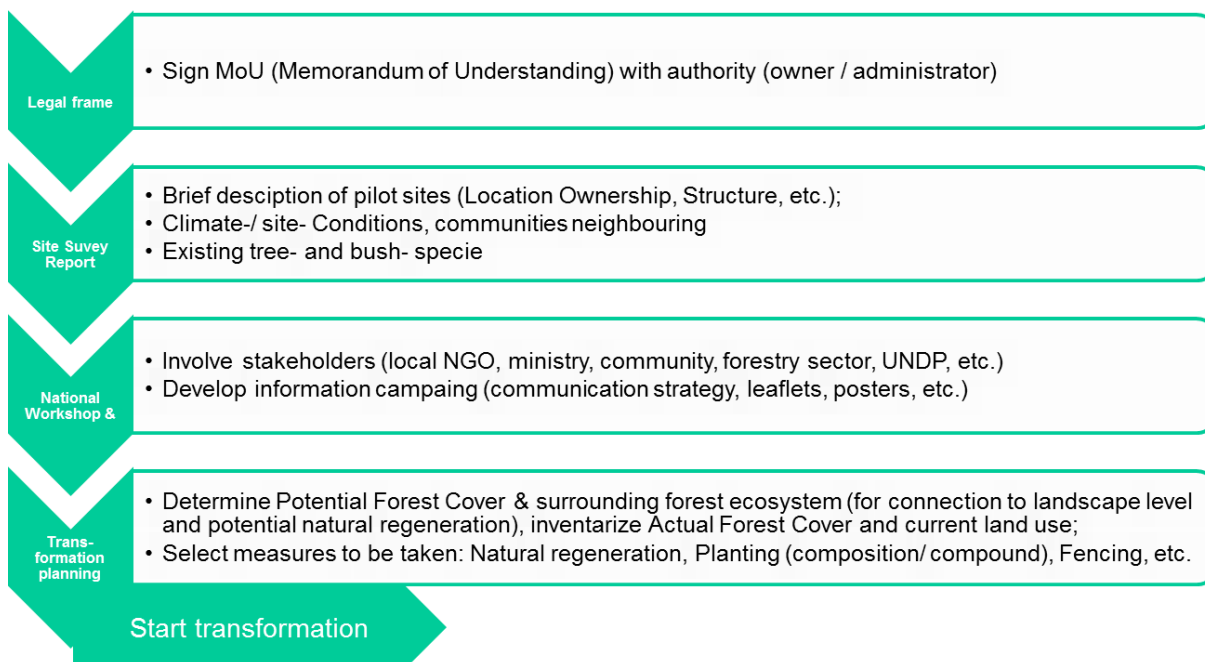 Legal frame
• Sign MoU (Memorandum of Understanding) with authority (owner / administrator)
Site Suvey
Report
• Brief desciption of pilot sites (Location Ownership, Structure, etc.);
• Climate-/ site- Conditions, communities neighbouring
• Existing tree- and bush- specie
National
Workshop &
• Involve stakeholders (local NGO, ministry, community, forestry sector, UNDP, etc.)
• Develop information campaing (communication strategy, leaflets, posters, etc.)
Trans-
formation
planning
• Determine Potential Forest Cover & surrounding forest ecosystem (for connection to landscape level
and potential natural regeneration), inventarize Actual Forest Cover and current land use;
• Select measures to be taken: Natural regeneration, Planting (composition/ compound), Fencing, etc.
Start transformation